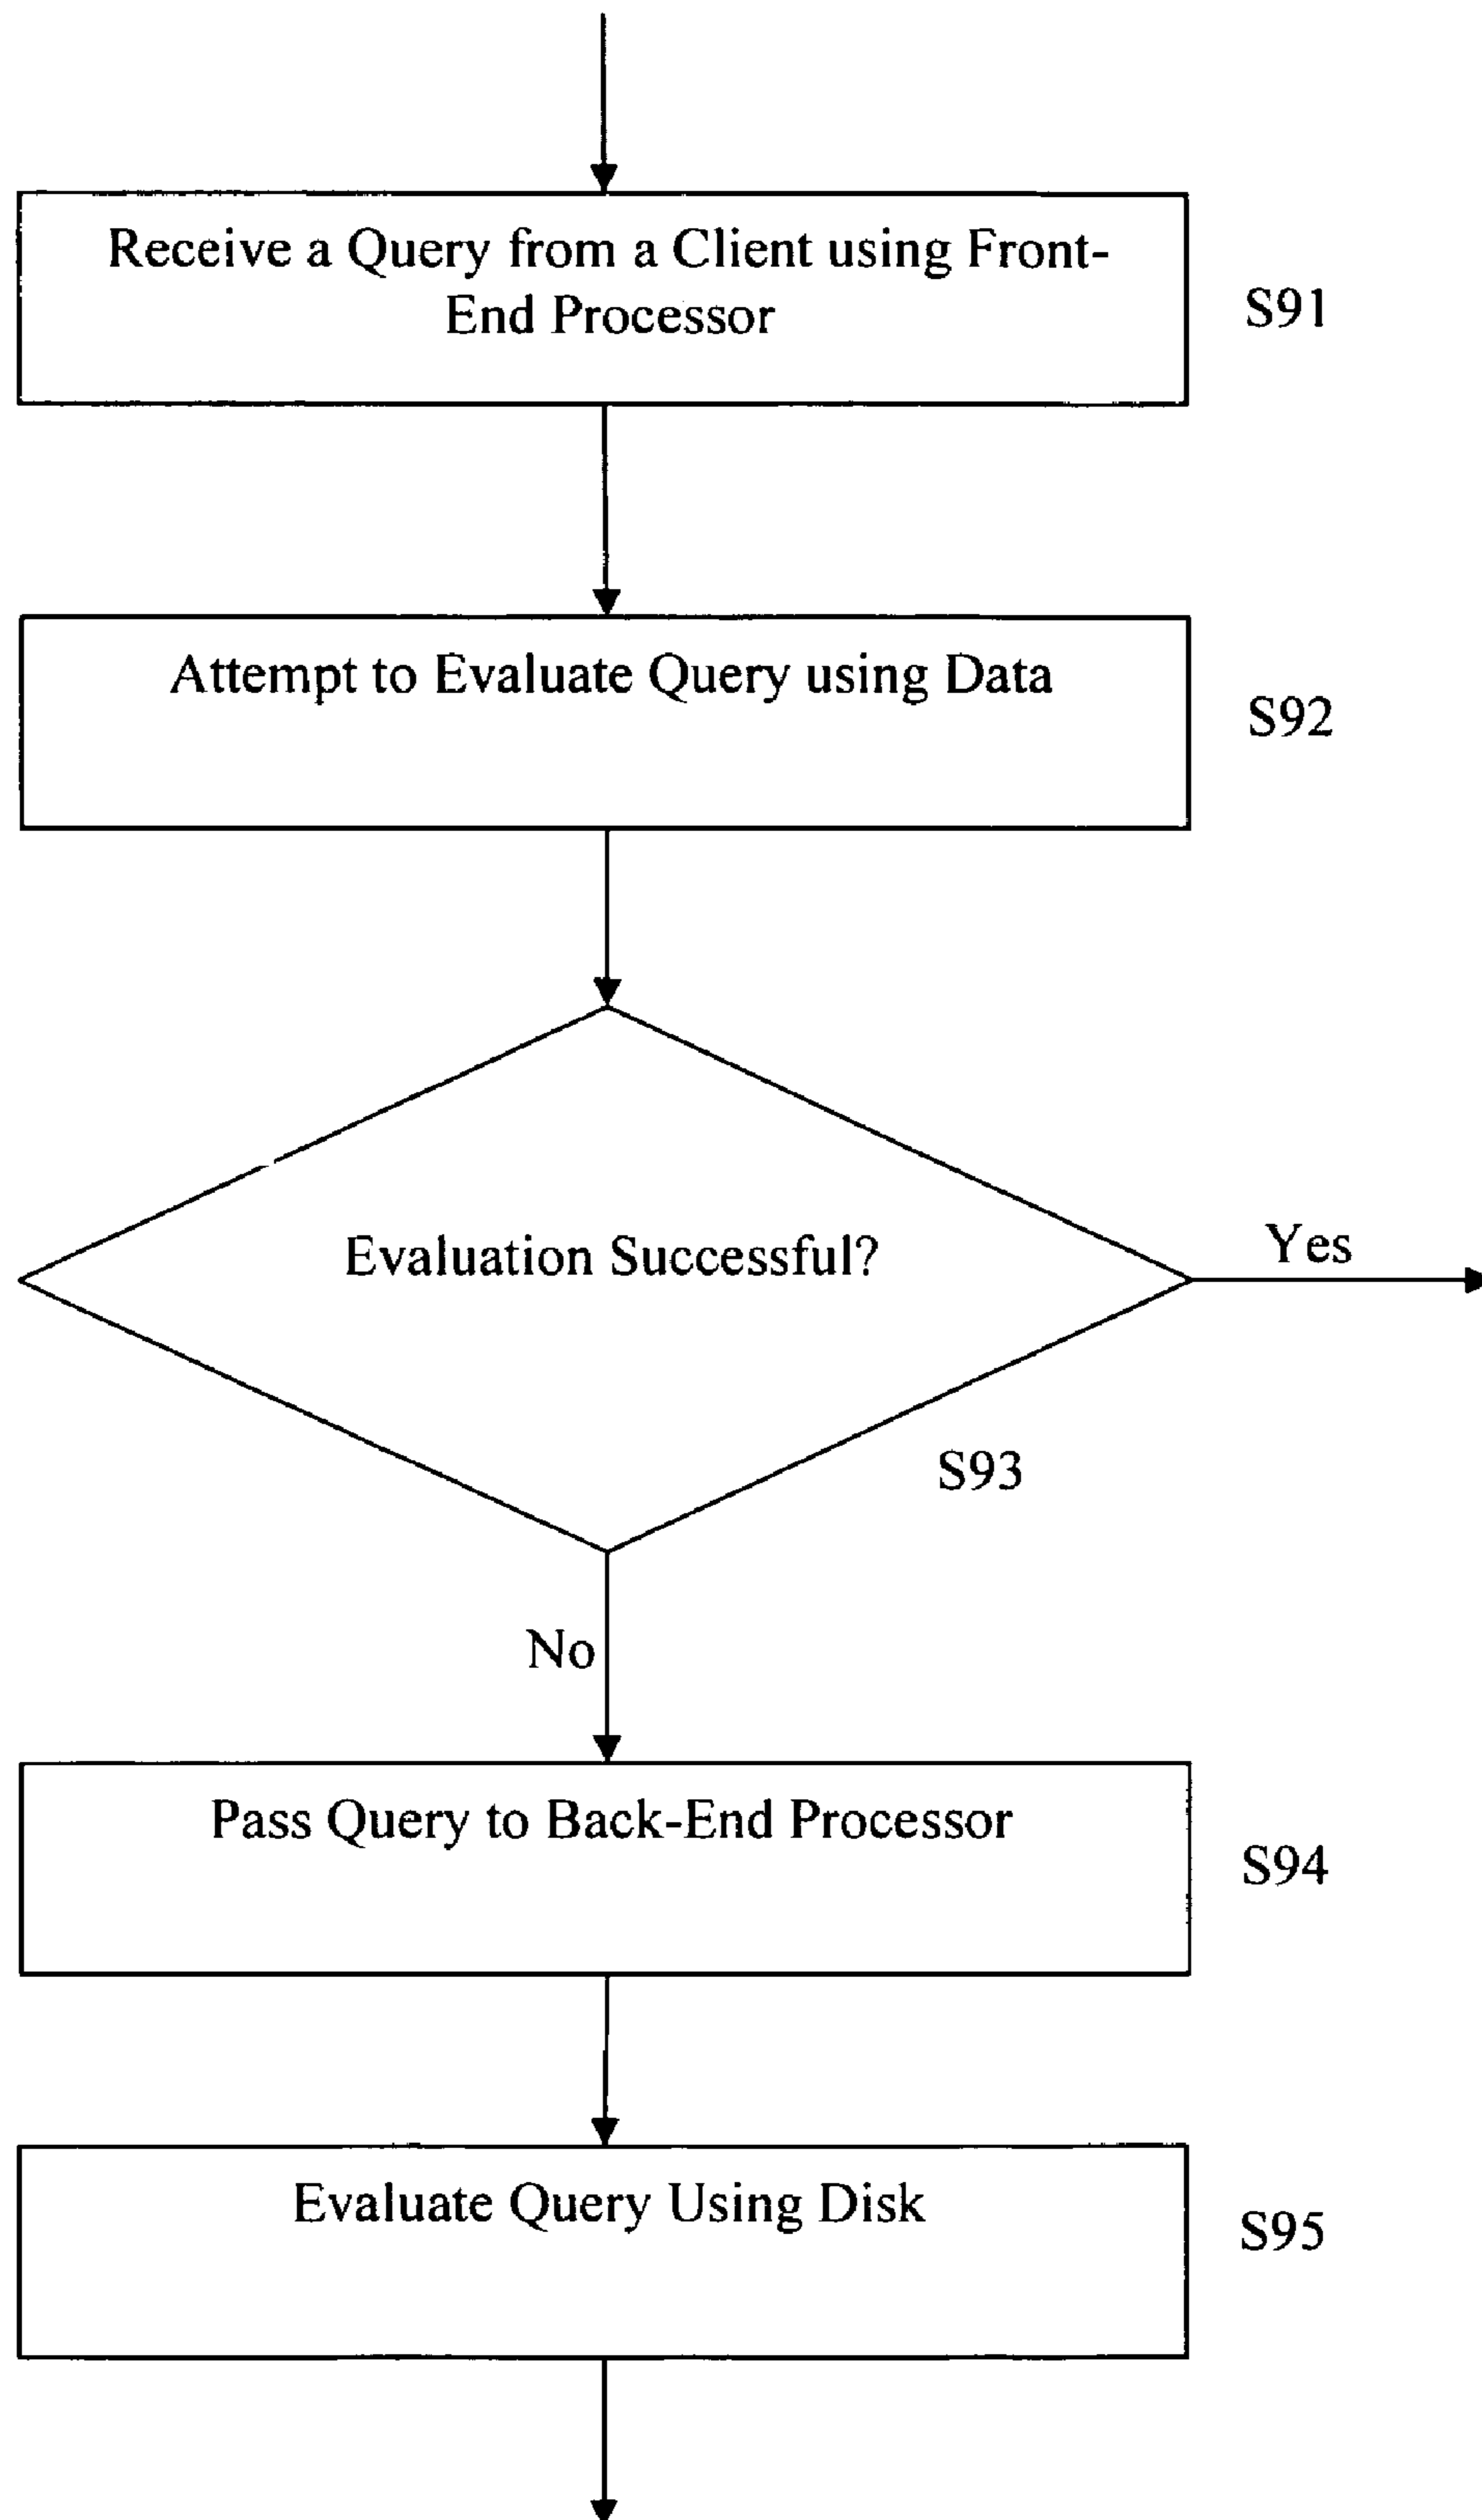 Receive a Query from a Client using Front-
End Processor
S91
Attempt to Evaluate Query using Data
S92
Evaluation Successful?
Yes
S93
No
Pass Query to Back-End Processor
S94
Evaluate Query Using Disk
S95